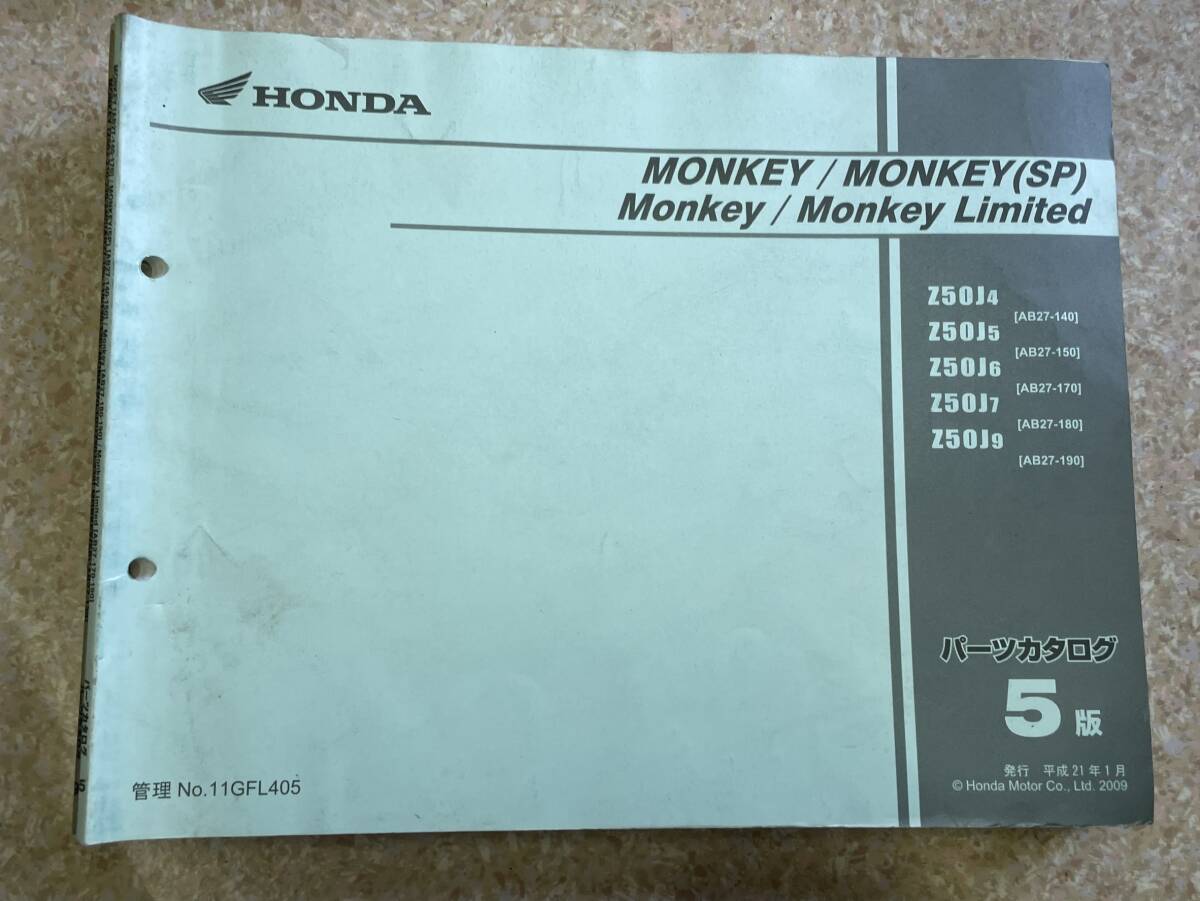 HONDA
MONKEY / MONKEY(SP)
Monkey / Monkey Limited
Z50J4
[AB27-140]
Z50J5
[AB27-150]
Z50J6
[AB27-170]
Z50J7
[AB27-180]
Z50J9
[AB27-190]
パーツカタログ
5版
発行 平成21年1月
© Honda Motor Co., Ltd. 2009
管理 No.11GFL405